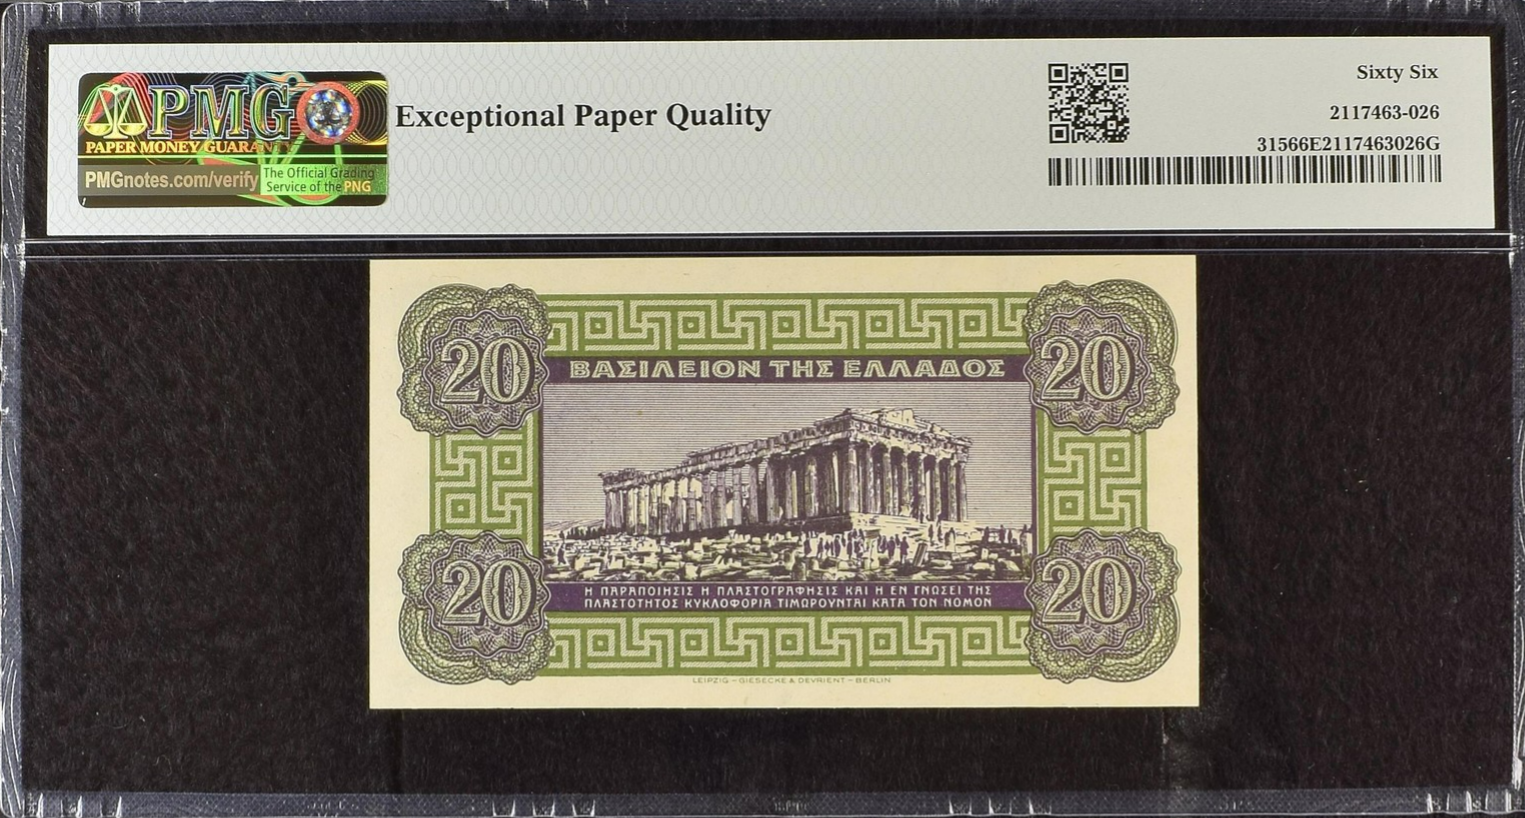 PMG
PAPER MONEY GUARANTY
PMGnotes.com/verify
The Official Grading
Service of the PNG
Exceptional Paper Quality
Sixty Six
2117463-026
31566E2117463026G
20
20
ΒΑΣΙΛΕΙΟΝ ΤΗΣ ΕΛΛΑΔΟΣ
20
20
Η ΠΑΡΑΠΟΙΗΣΙΣ Η ΠΛΑΣΤΟΓΡΑΦΗΣΙΣ ΚΑΙ Η ΕΝ ΓΝΩΣΕΙ ΤΗΣ
ΠΛΑΣΤΟΤΗΤΟΣ ΚΥΚΛΟΦΟΡΙΑ ΤΙΜΩΡΟΥΝΤΑΙ ΚΑΤΑ ΤΟΝ ΝΟΜΟΝ
LEIPZIG – GIESECKE & DEVRIENT – BERLIN